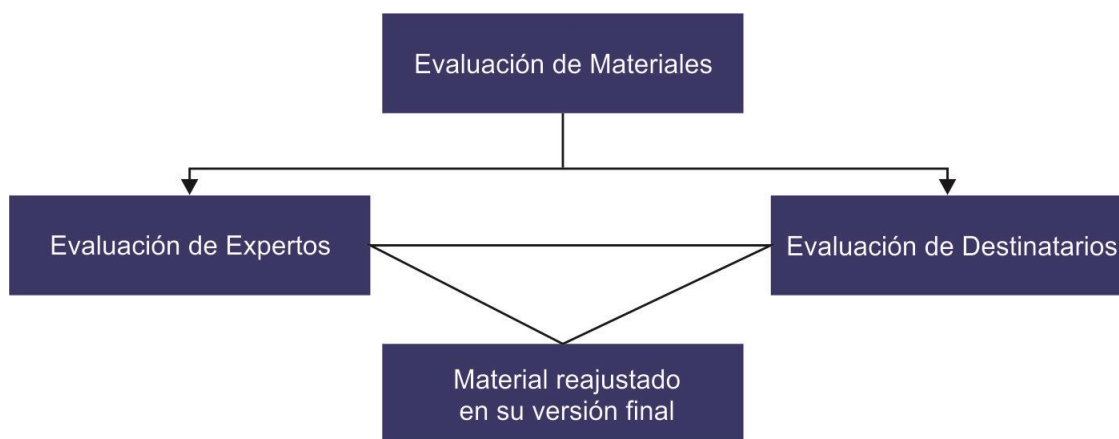 Evaluación de Materiales
Evaluación de Expertos
Evaluación de Destinatarios
Material reajustado
en su versión final